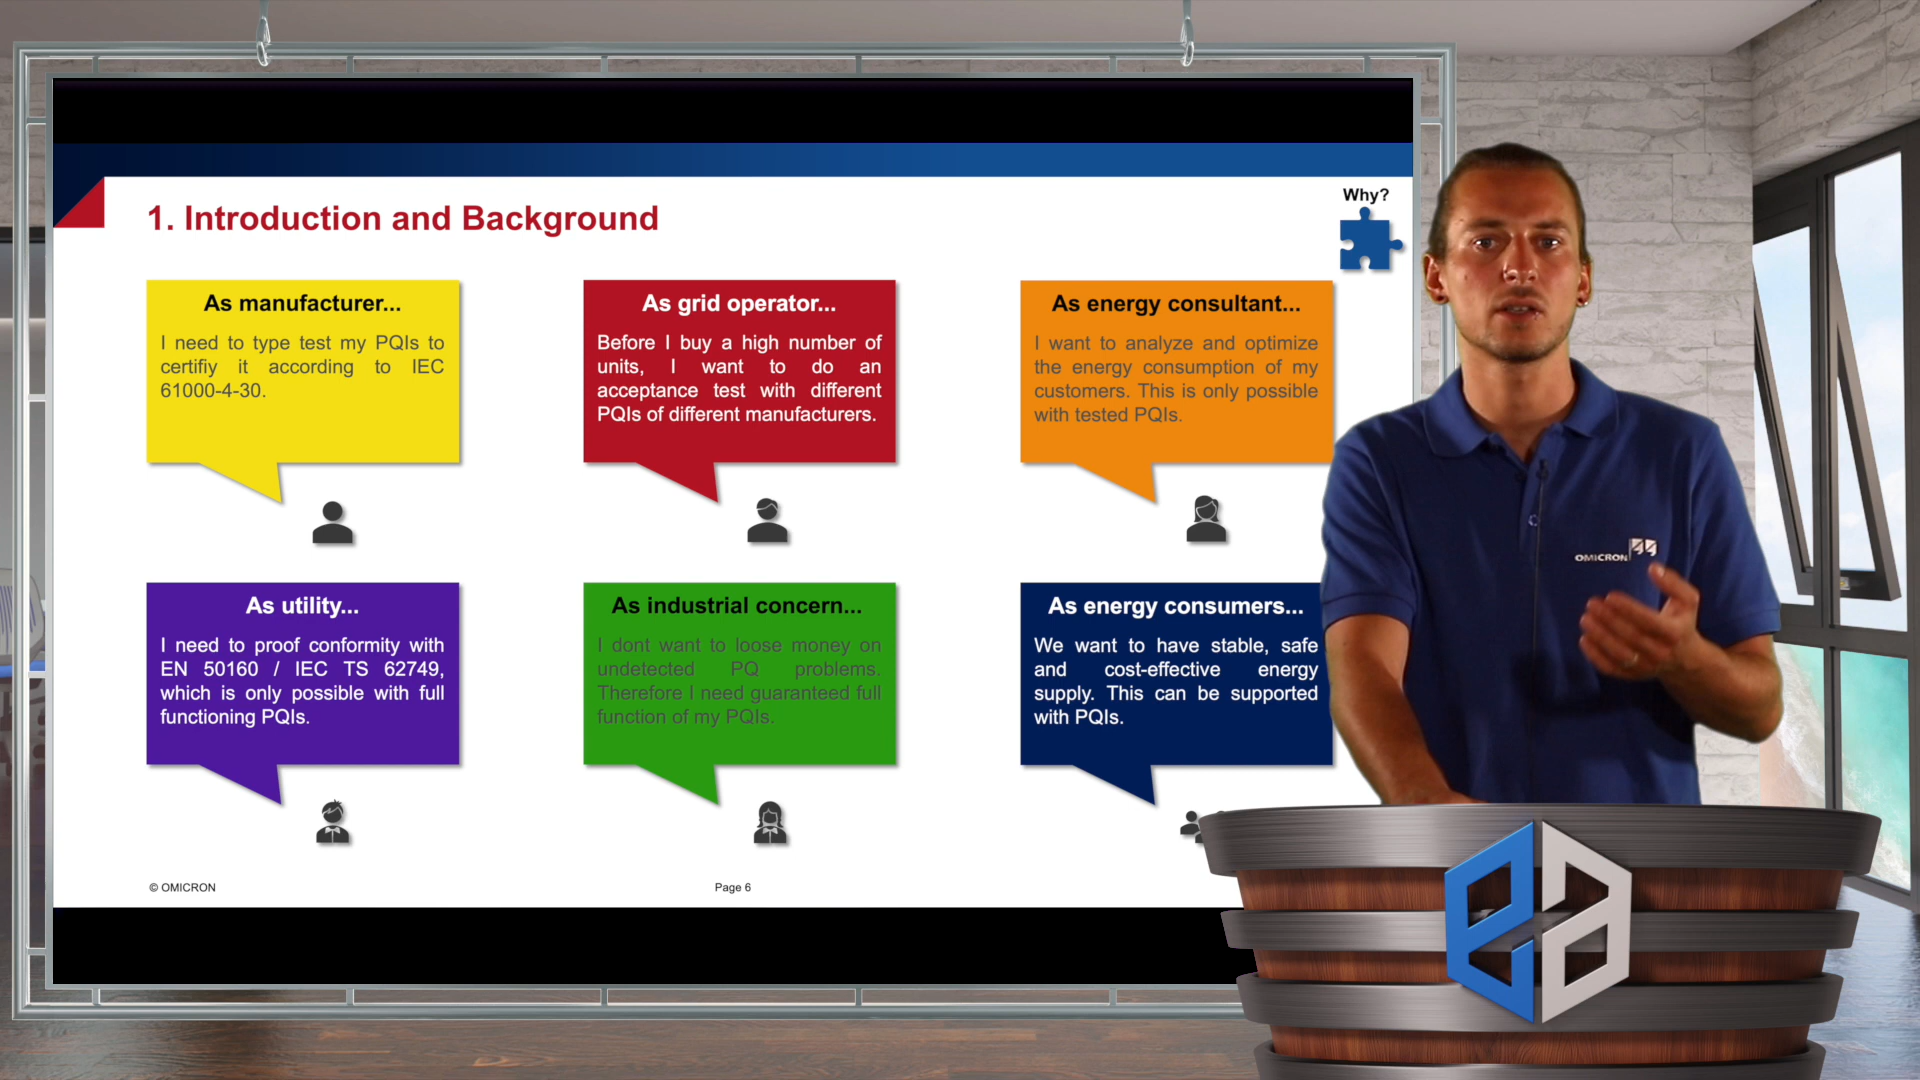 Why?
1. Introduction and Background
As manufacturer...
I need to type test my PQIs to
certifiy it according to IEC
61000-4-30.
As grid operator...
Before I buy a high number of
units, I want to do an
acceptance test with different
PQIs of different manufacturers.
As energy consultant...
I want to analyze and optimize
the energy consumption of my
customers. This is only possible
with tested PQIs.
As utility...
I need to proof conformity with
EN 50160 / IEC TS 62749,
which is only possible with full
functioning PQIs.
As industrial concern...
I dont want to loose money on
undetected PQ problems.
Therefore I need guaranteed full
function of my PQIs.
As energy consumers...
We want to have stable, safe
and cost-effective energy
supply. This can be supported
with PQIs.
© OMICRON
Page 6
OMICRON
ea